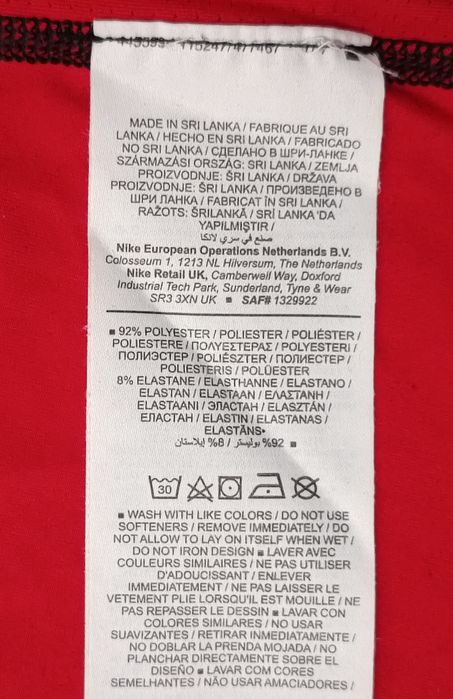 MADE IN SRI LANKA / FABRIQUE AU SRI
LANKA / HECHO EN SRI LANKA / FABRICADO
NO SRI LANKA / СДЕЛАНО В ШРИ-ЛАНКЕ /
SZÁRMAZÁSI ORSZÁG: SRI LANKA / ZEMLJA
PROIZVODNJE: ŠRI LANKA / DRŽAVA
PROIZVODNJE: ŠRI LANKA / ПРОИЗВЕДЕНО В
ШРИ ЛАНКА / FABRICAT ÎN SRI LANKA /
RAŽOTS: ŠRILANKĀ / SRİ LANKA 'DA
YAPILMIŞTIR /
صنع في سري لانكا
Nike European Operations Netherlands B.V.
Colosseum 1, 1213 NL Hilversum, The Netherlands
Nike Retail UK, Camberwell Way, Doxford
Industrial Tech Park, Sunderland, Tyne & Wear
SR3 3XN UK ■ SAF# 1329922
■ 92% POLYESTER / POLIESTER / POLIÉSTER /
POLIESTERE / ΠΟΛΥΕΣΤΕΡΑΣ / POLYESTERI /
ПОЛИЭСТЕР / POLIÉSZTER / ПОЛИЕСТЕР /
POLIESTERIS / POLÜESTER
8% ELASTANE / ELASTHANNE / ELASTANO /
ELASTAN / ELASTAAN / ΕΛΑΣΤΑΝΗ /
ELASTAANI / ЭЛАСТАН / ELASZTÁN /
ЕЛАСТАН / ELASTIN / ELASTANAS /
ELASTĀNS•
■ 92% بوليستر / 8% إيلاستان
30
■ WASH WITH LIKE COLORS / DO NOT USE
SOFTENERS / REMOVE IMMEDIATELY / DO
NOT ALLOW TO LAY ON ITSELF WHEN WET /
DO NOT IRON DESIGN ■ LAVER AVEC
COULEURS SIMILAIRES / NE PAS UTILISER
D'ADOUCISSANT / ENLEVER
IMMEDIATEMENT / NE PAS LAISSER LE
VETEMENT PLIE LORSQU'IL EST MOUILLE / NE
PAS REPASSER LE DESSIN ■ LAVAR CON
COLORES SIMILARES / NO USAR
SUAVIZANTES / RETIRAR INMEDIATAMENTE /
NO DOBLAR LA PRENDA MOJADA / NO
PLANCHAR DIRECTAMENTE SOBRE EL
DISEÑO ■ LAVAR COM CORES
SEMELHANTES / NÃO USAR AMACIADORES /